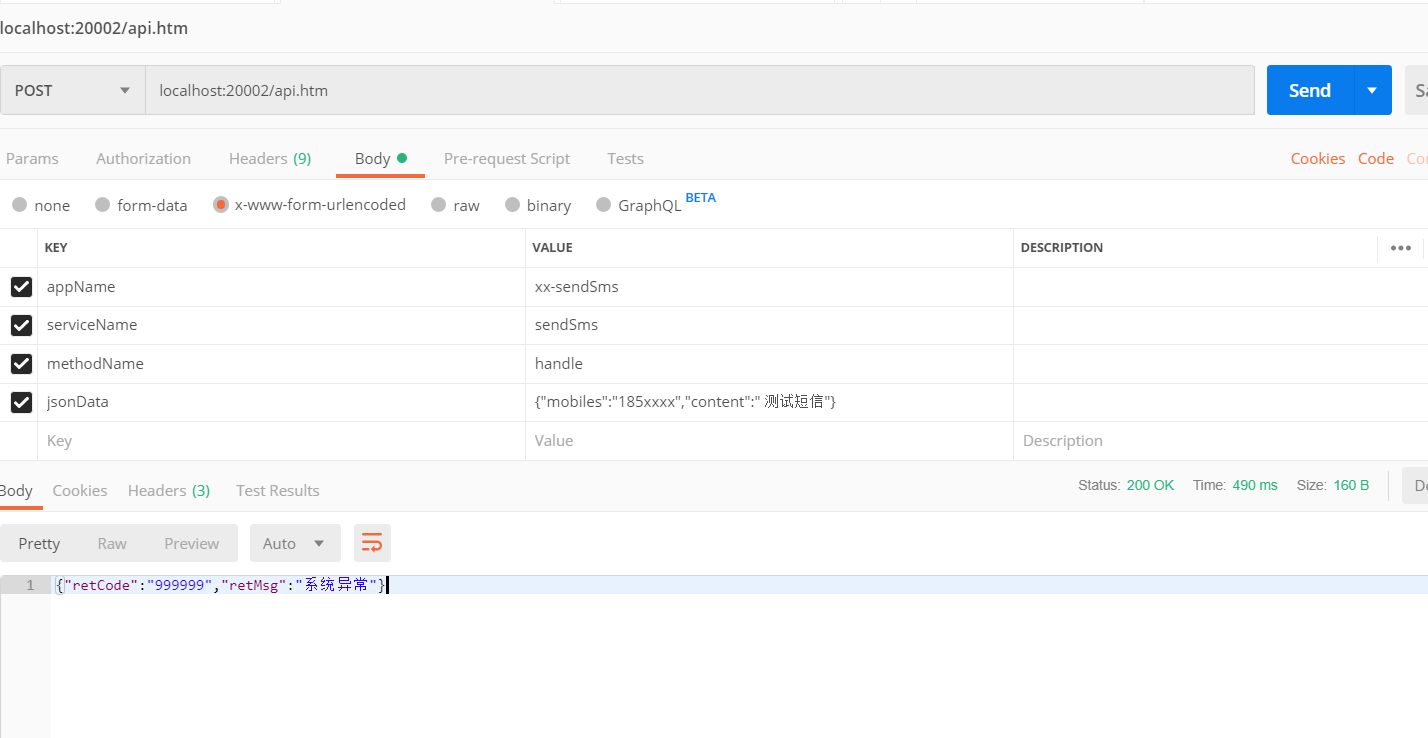 localhost:20002/api.htm
POST localhost:20002/api.htm Send Sa
Params Authorization Headers (9) Body Pre-request Script Tests Cookies Code Com
none form-data x-www-form-urlencoded raw binary GraphQL BETA
KEY VALUE DESCRIPTION •••
appName xx-sendSms
serviceName sendSms
methodName handle
jsonData {"mobiles":"185xxxx","content":" 测试短信"}
Key Value Description
Body Cookies Headers (3) Test Results Status: 200 OK Time: 490 ms Size: 160 B
Pretty Raw Preview Auto
1 {"retCode":"999999","retMsg":"系统异常"}